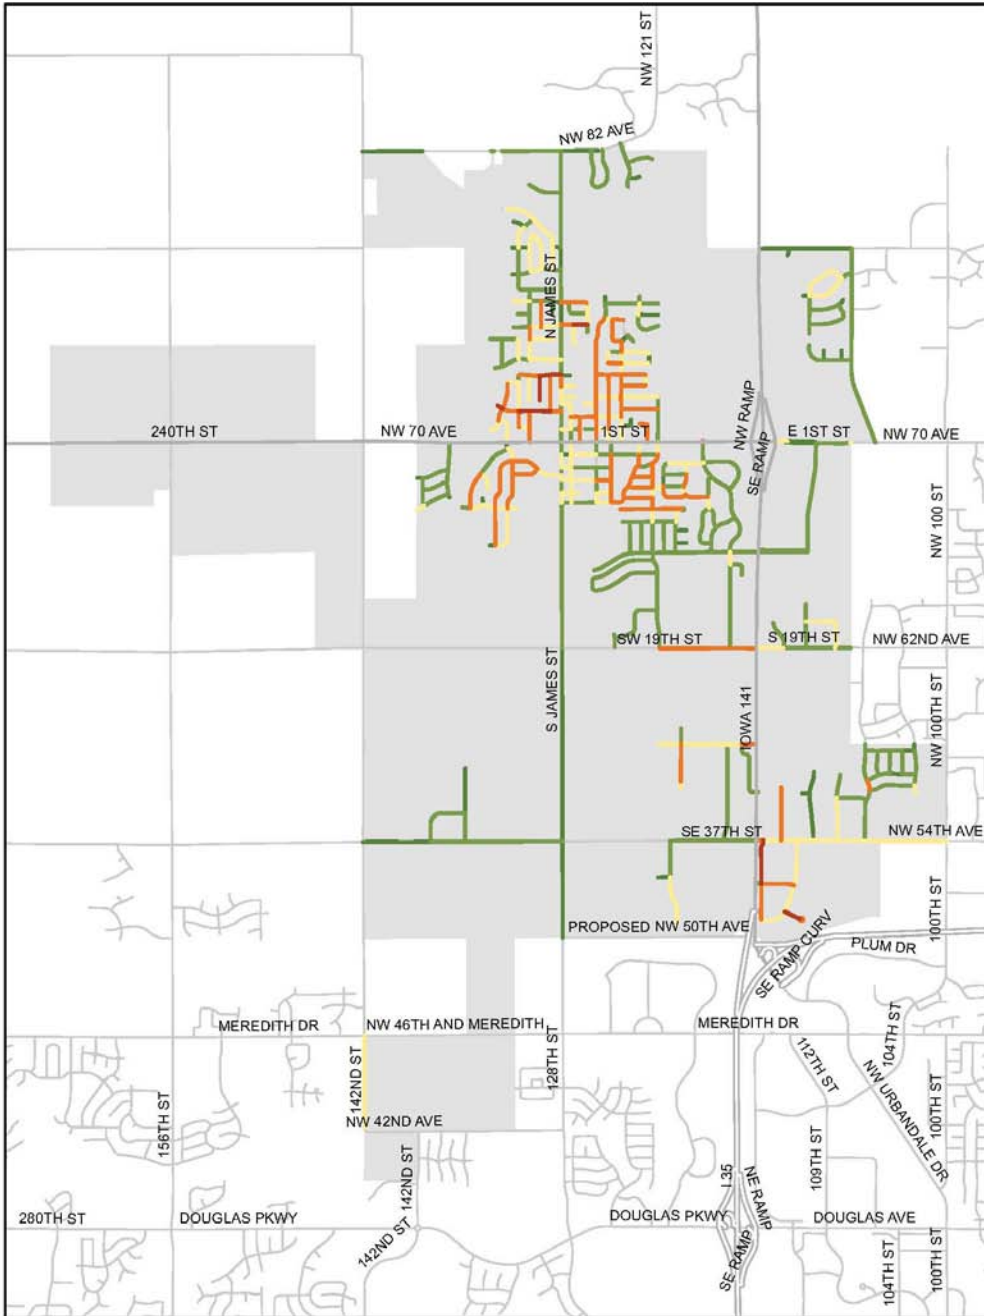 NW 121 ST
NW 82 AVE
N JAMES ST
240TH ST
NW 70 AVE
1ST ST
NW RAMP
SE RAMP
E 1ST ST
NW 70 AVE
NW 100 ST
SW 19TH ST
S 19TH ST
NW 62ND AVE
S JAMES ST
IOWA 141
NW 100TH ST
SE 37TH ST
NW 54TH AVE
100TH ST
PROPOSED NW 50TH AVE
SE RAMP CURV
PLUM DR
MEREDITH DR
NW 46TH AND MEREDITH
MEREDITH DR
142ND ST
128TH ST
112TH ST
104TH ST
NW URBANDALE DR
100TH ST
156TH ST
NW 42ND AVE
142ND ST
I 35
NE RAMP
109TH ST
280TH ST
DOUGLAS PKWY
142ND ST
DOUGLAS PKWY
DOUGLAS AVE
SE RAMP
104TH ST
100TH ST